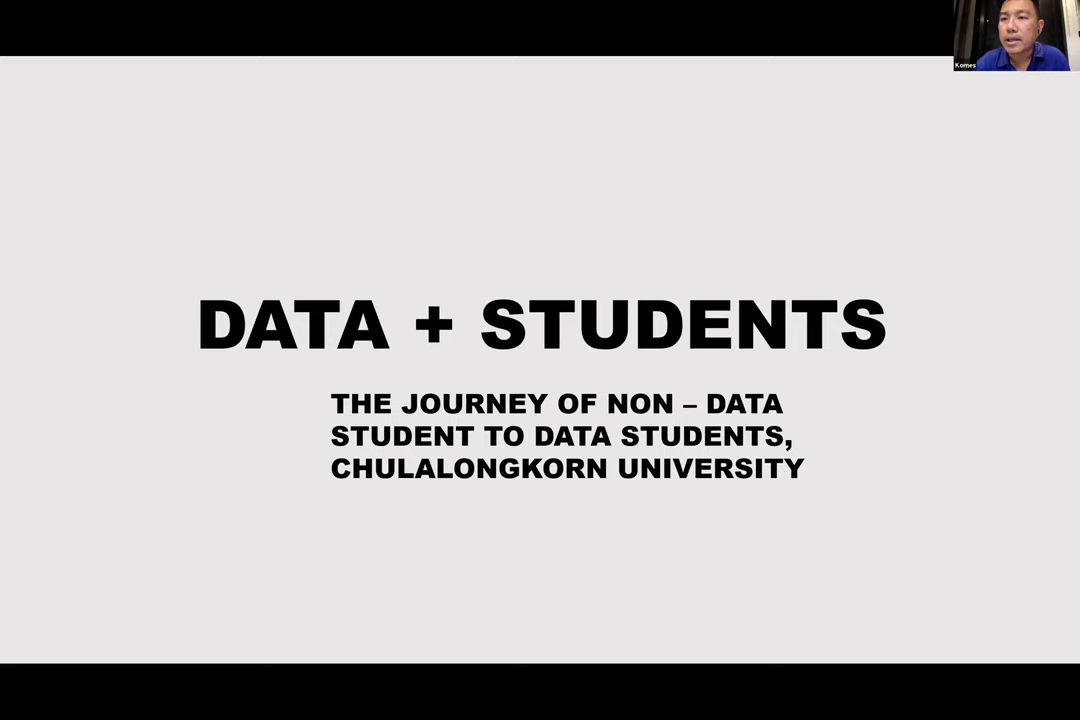 Komes
DATA + STUDENTS
THE JOURNEY OF NON – DATA
STUDENT TO DATA STUDENTS,
CHULALONGKORN UNIVERSITY